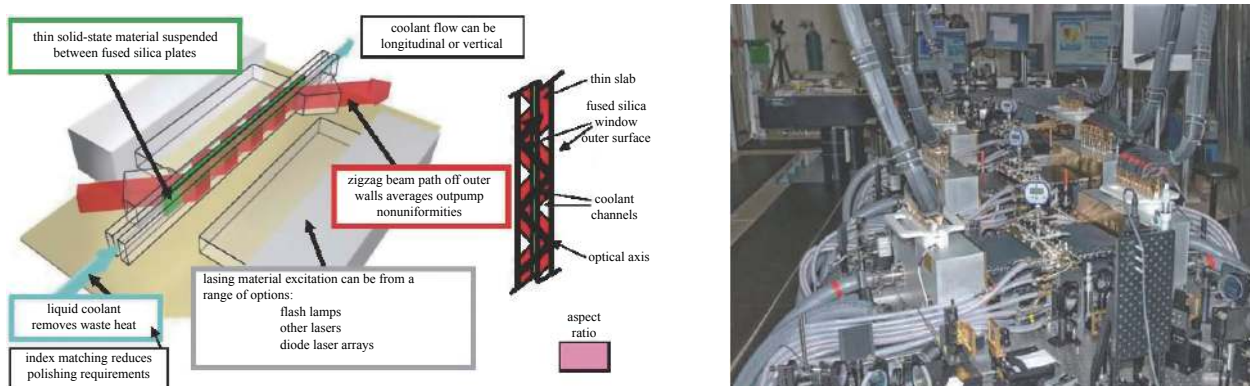 thin solid-state material suspended
between fused silica plates
coolant flow can be
longitudinal or vertical
thin slab
fused silica
window
outer surface
zigzag beam path off outer
walls averages outpump
nonuniformities
coolant
channels
optical axis
lasing material excitation can be from a
range of options:
flash lamps
other lasers
diode laser arrays
liquid coolant
removes waste heat
index matching reduces
polishing requirements
aspect
ratio